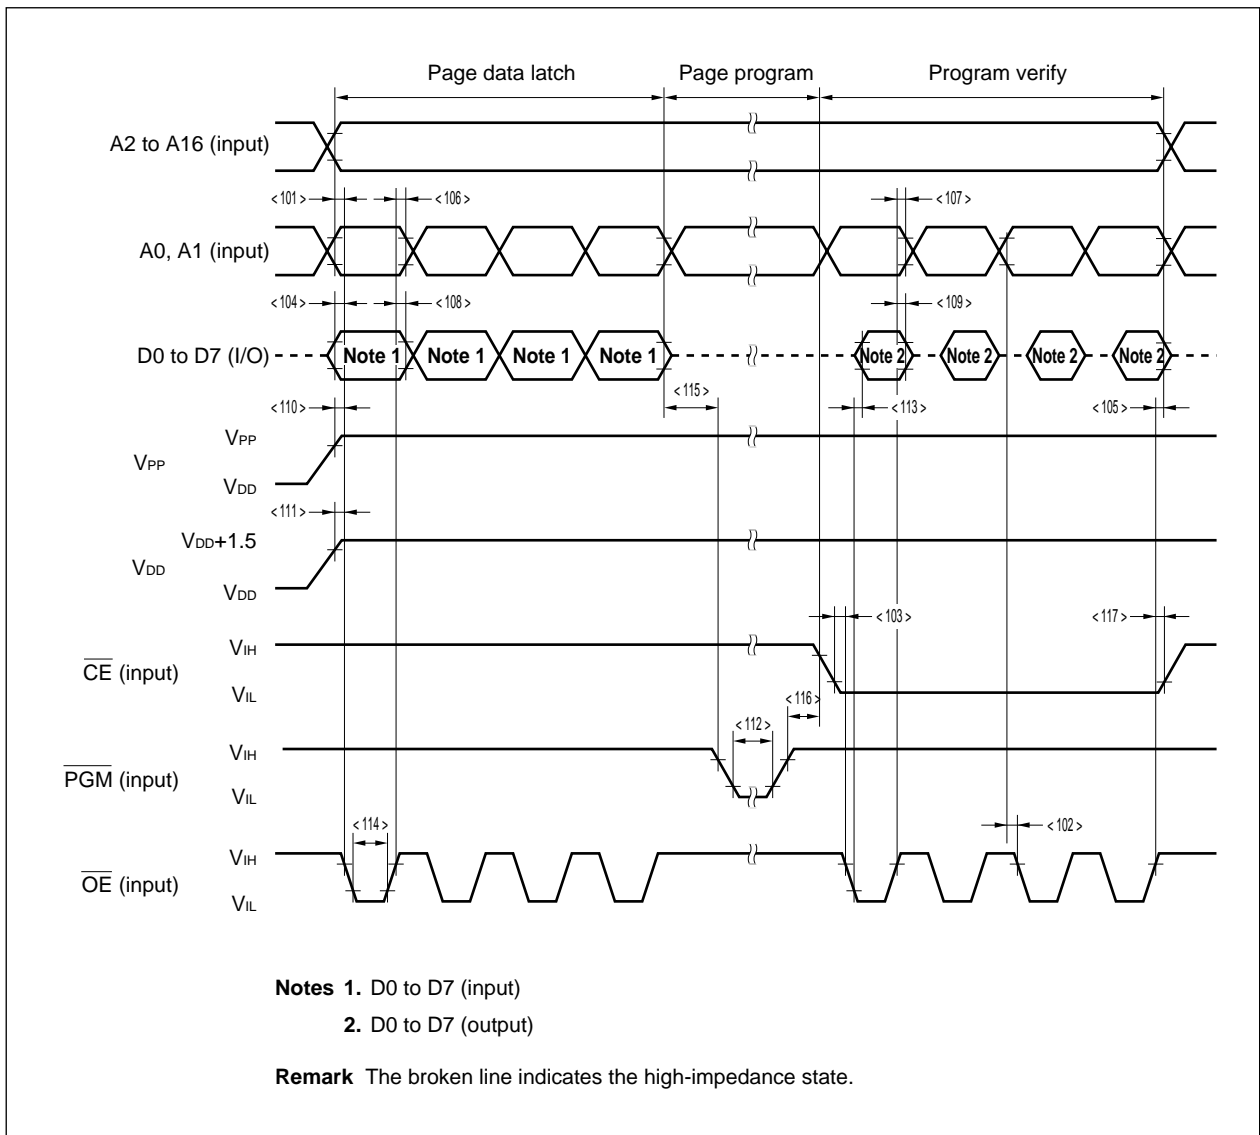 Page data latch Page program Program verify
A2 to A16 (input)
<101> <106> <107>
A0, A1 (input)
<104> <108> <109>
D0 to D7 (I/O) Note 1 Note 1 Note 1 Note 1 Note 2 Note 2 Note 2 Note 2
<115>
<110> <113> <105>
VPP
VPP
VDD
<111>
VDD+1.5
VDD
VDD
<103> <117>
VIH
CE (input)
VIL
<116>
<112>
VIH
PGM (input)
VIL
<114> <102>
VIH
OE (input)
VIL
Notes 1. D0 to D7 (input)
2. D0 to D7 (output)
Remark The broken line indicates the high-impedance state.